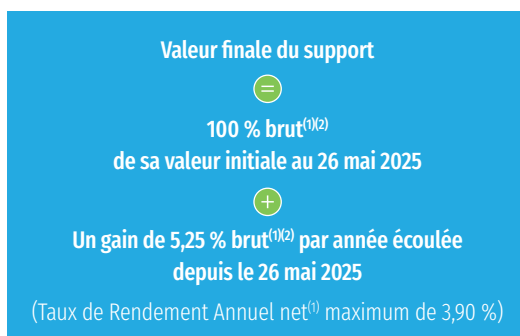 Valeur finale du support
=
100 % brut⁽¹⁾⁽²⁾
de sa valeur initiale au 26 mai 2025
+
Un gain de 5,25 % brut⁽¹⁾⁽²⁾ par année écoulée
depuis le 26 mai 2025
(Taux de Rendement Annuel net⁽¹⁾ maximum de 3,90 %)